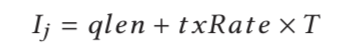 I_j = qlen + txRate × T